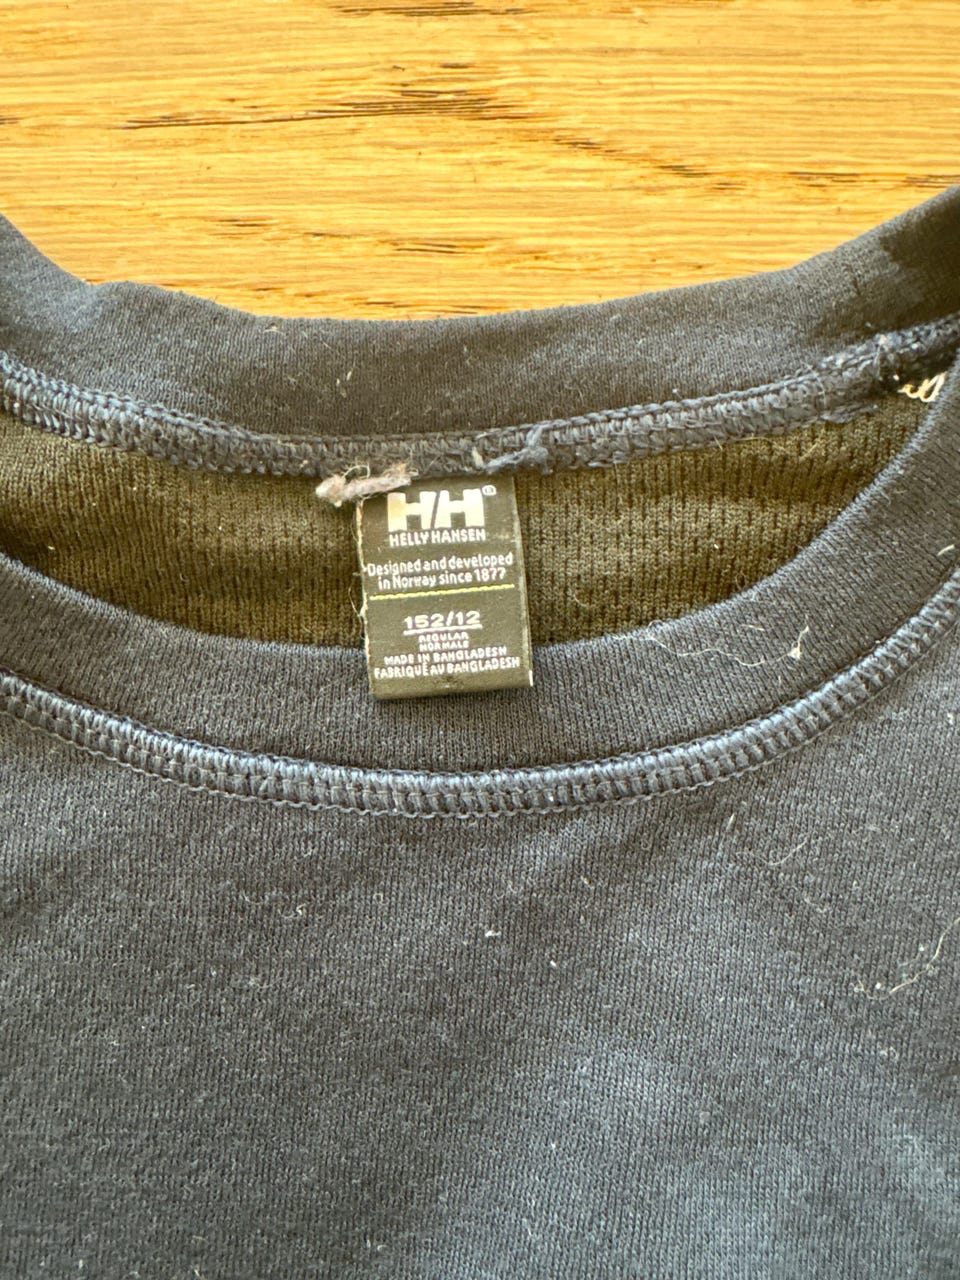 H/H®
HELLY HANSEN
Designed and developed
in Norway since 1877
152/12
REGULAR
NORMALE
MADE IN BANGLADESH
FABRIQUÉ AU BANGLADESH